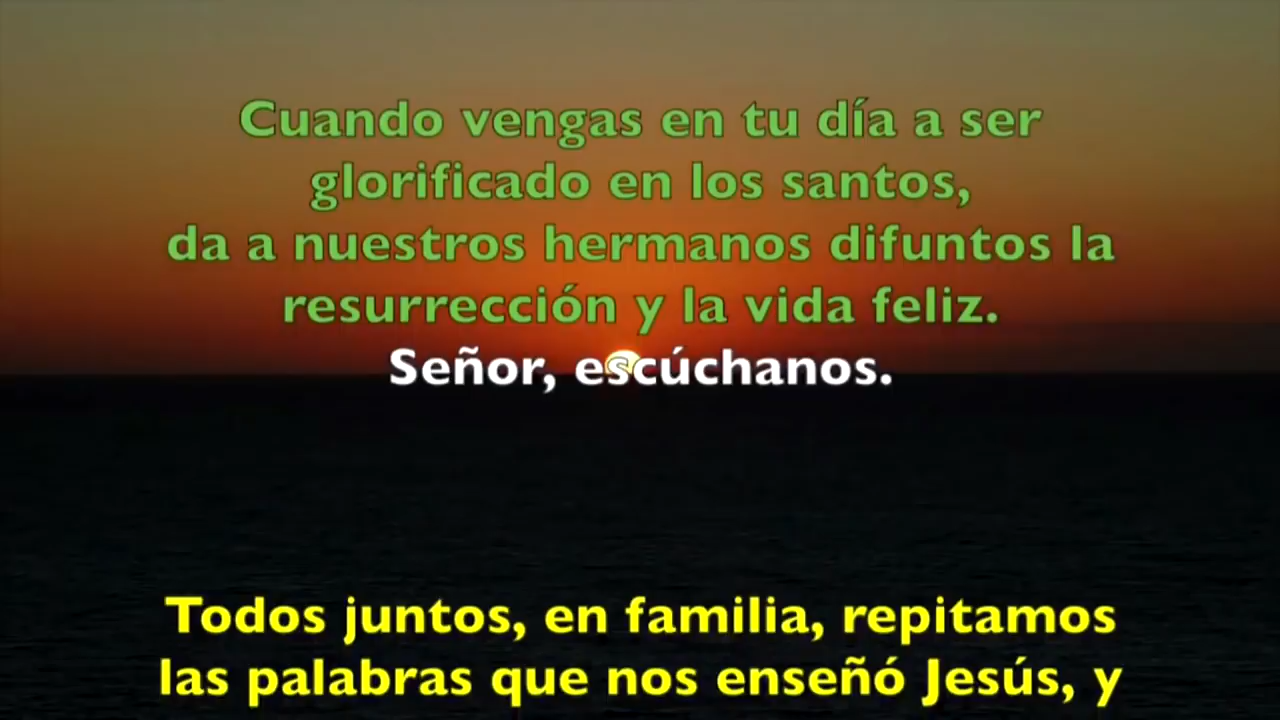 Cuando vengas en tu día a ser
glorificado en los santos,
da a nuestros hermanos difuntos la
resurrección y la vida feliz.
Señor, escúchanos.
Todos juntos, en familia, repitamos
las palabras que nos enseñó Jesús, y